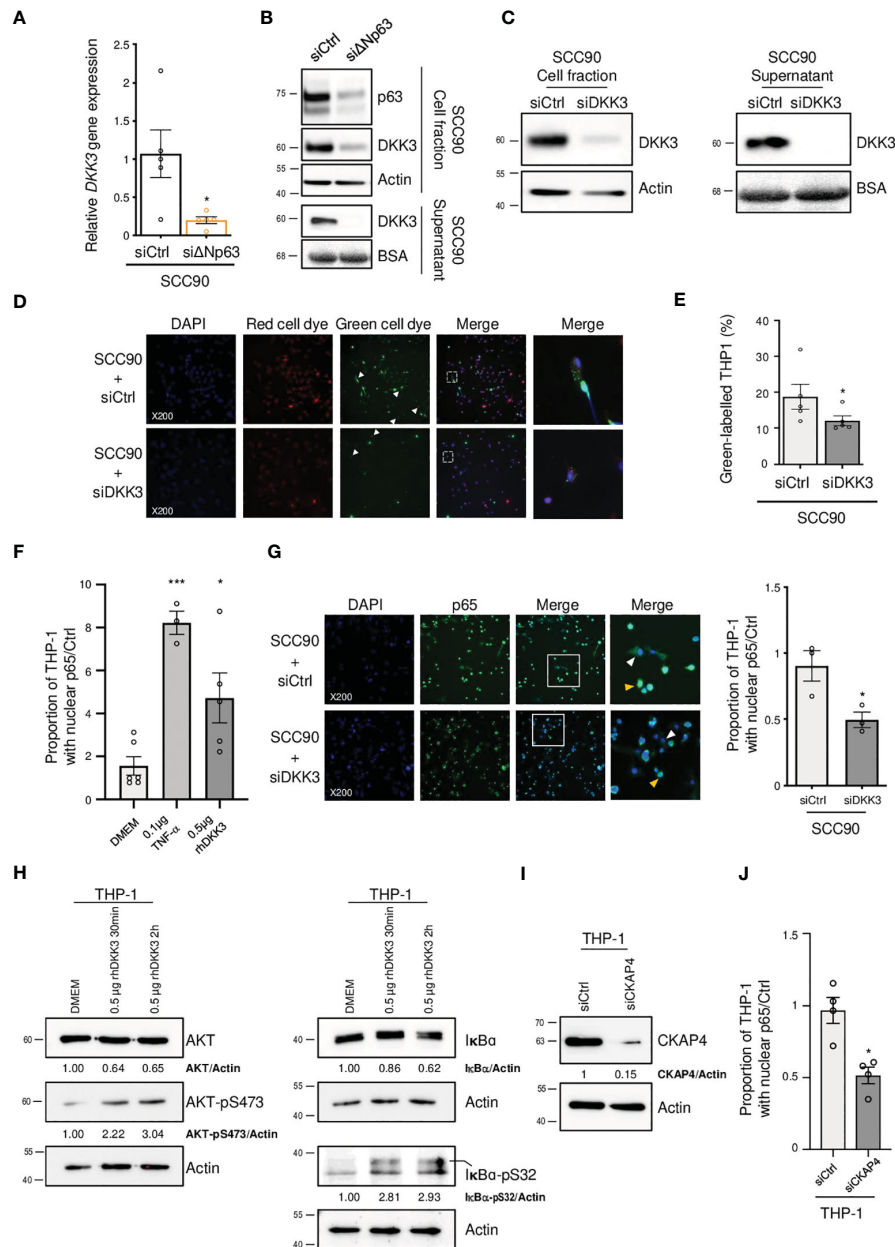 A
Relative DKK3 gene expression
2.5
2
1.5
1
0.5
0
*
siCtrl
siΔNp63
SCC90
B
siCtrl
siΔNp63
75
p63
60
DKK3
55
Actin
40
SCC90
Cell fraction
60
DKK3
68
BSA
SCC90
Supernatant
C
SCC90
Cell fraction
siCtrl siDKK3
60
DKK3
55
Actin
40
SCC90
Supernatant
siCtrl siDKK3
60
DKK3
68
BSA
D
DAPI
Red cell dye
Green cell dye
Merge
Merge
SCC90
+
siCtrl
X200
SCC90
+
siDKK3
X200
E
Green-labelled THP1 (%)
40
30
20
10
0
*
siCtrl
siDKK3
SCC90
F
Proportion of THP-1
with nuclear p65/Ctrl
10
8
6
4
2
0
***
*
DMEM
0.1µg
TNF-α
0.5µg
rhDKK3
G
DAPI
p65
Merge
Merge
SCC90
+
siCtrl
X200
SCC90
+
siDKK3
X200
Proportion of THP-1
with nuclear p65/Ctrl
1.5
1
0.5
0
*
siCtrl
siDKK3
SCC90
H
THP-1
DMEM
0.5 µg rhDKK3 30min
0.5 µg rhDKK3 2h
60
AKT
1.00 0.64 0.65 AKT/Actin
60
AKT-pS473
1.00 2.22 3.04 AKT-pS473/Actin
55
Actin
40
THP-1
DMEM
0.5 µg rhDKK3 30min
0.5 µg rhDKK3 2h
40
IκBα
1.00 0.86 0.62 IκBα/Actin
55
Actin
40
40
IκBα-pS32
1.00 2.81 2.93 IκBα-pS32/Actin
55
Actin
40
I
THP-1
siCtrl
siCKAP4
70
63
CKAP4
53
1 0.15 CKAP4/Actin
55
Actin
40
J
Proportion of THP-1
with nuclear p65/Ctrl
1.5
1
0.5
0
*
siCtrl
siCKAP4
THP-1